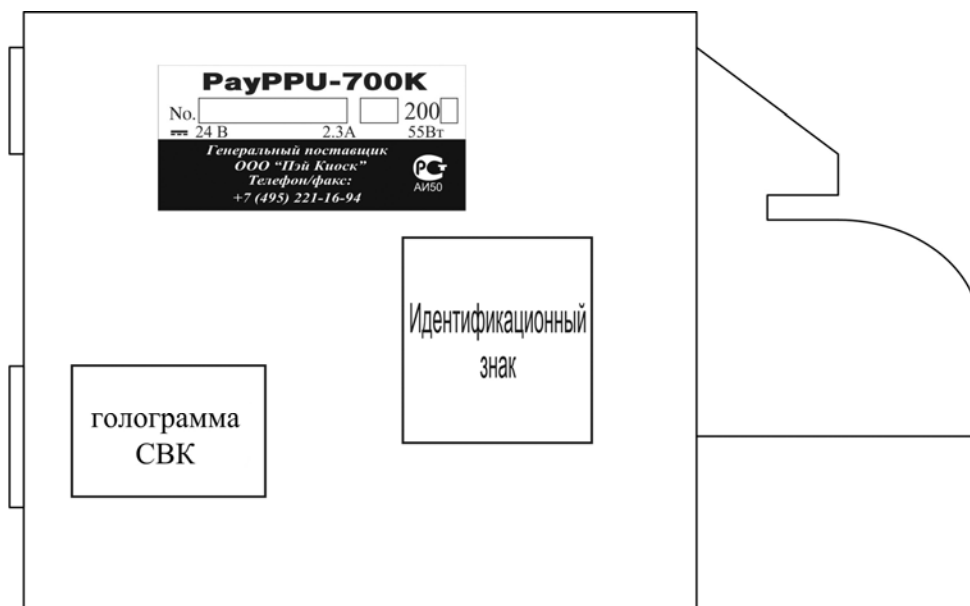 PayPPU-700K
No. 200
24 В 2.3А 55Вт
Генеральный поставщик
ООО "Пэй Киоск"
Телефон/факс:
+7 (495) 221-16-94
РСТ
АИ50
Идентификационный
знак
голограмма
СВК